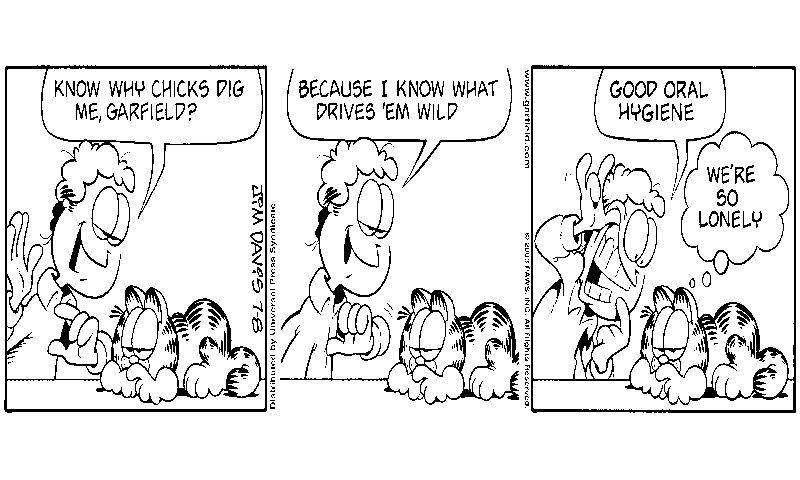 KNOW WHY CHICKS DIG
ME, GARFIELD?
JIM DAVIS 7-8
Distributed by Universal Press Syndicate
BECAUSE I KNOW WHAT
DRIVES 'EM WILD
www.garfield.com
© 2003 PAWS, INC. All Rights Reserved.
GOOD ORAL
HYGIENE
WE'RE
SO
LONELY